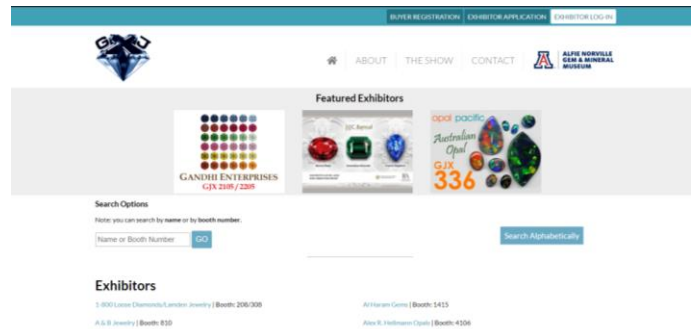 BUYER REGISTRATION EXHIBITOR APPLICATION EXHIBITOR LOG-IN
GJX
ABOUT THE SHOW CONTACT
A ALFIE NORVILLE
GEM & MINERAL
MUSEUM
Featured Exhibitors
GANDHI ENTERPRISES
GJX 2105 / 2205
opal pacific
Australian
Opal
GJX
336
Search Options
Note: you can search by name or by booth number.
Name or Booth Number GO
Search Alphabetically
Exhibitors
1-800 Loose Diamonds/Landen Jewelry | Booth: 208/308
Al Haram Gems | Booth: 1415
A & B Jewelry | Booth: 810
Alex R. Heitmann Opals | Booth: 4106